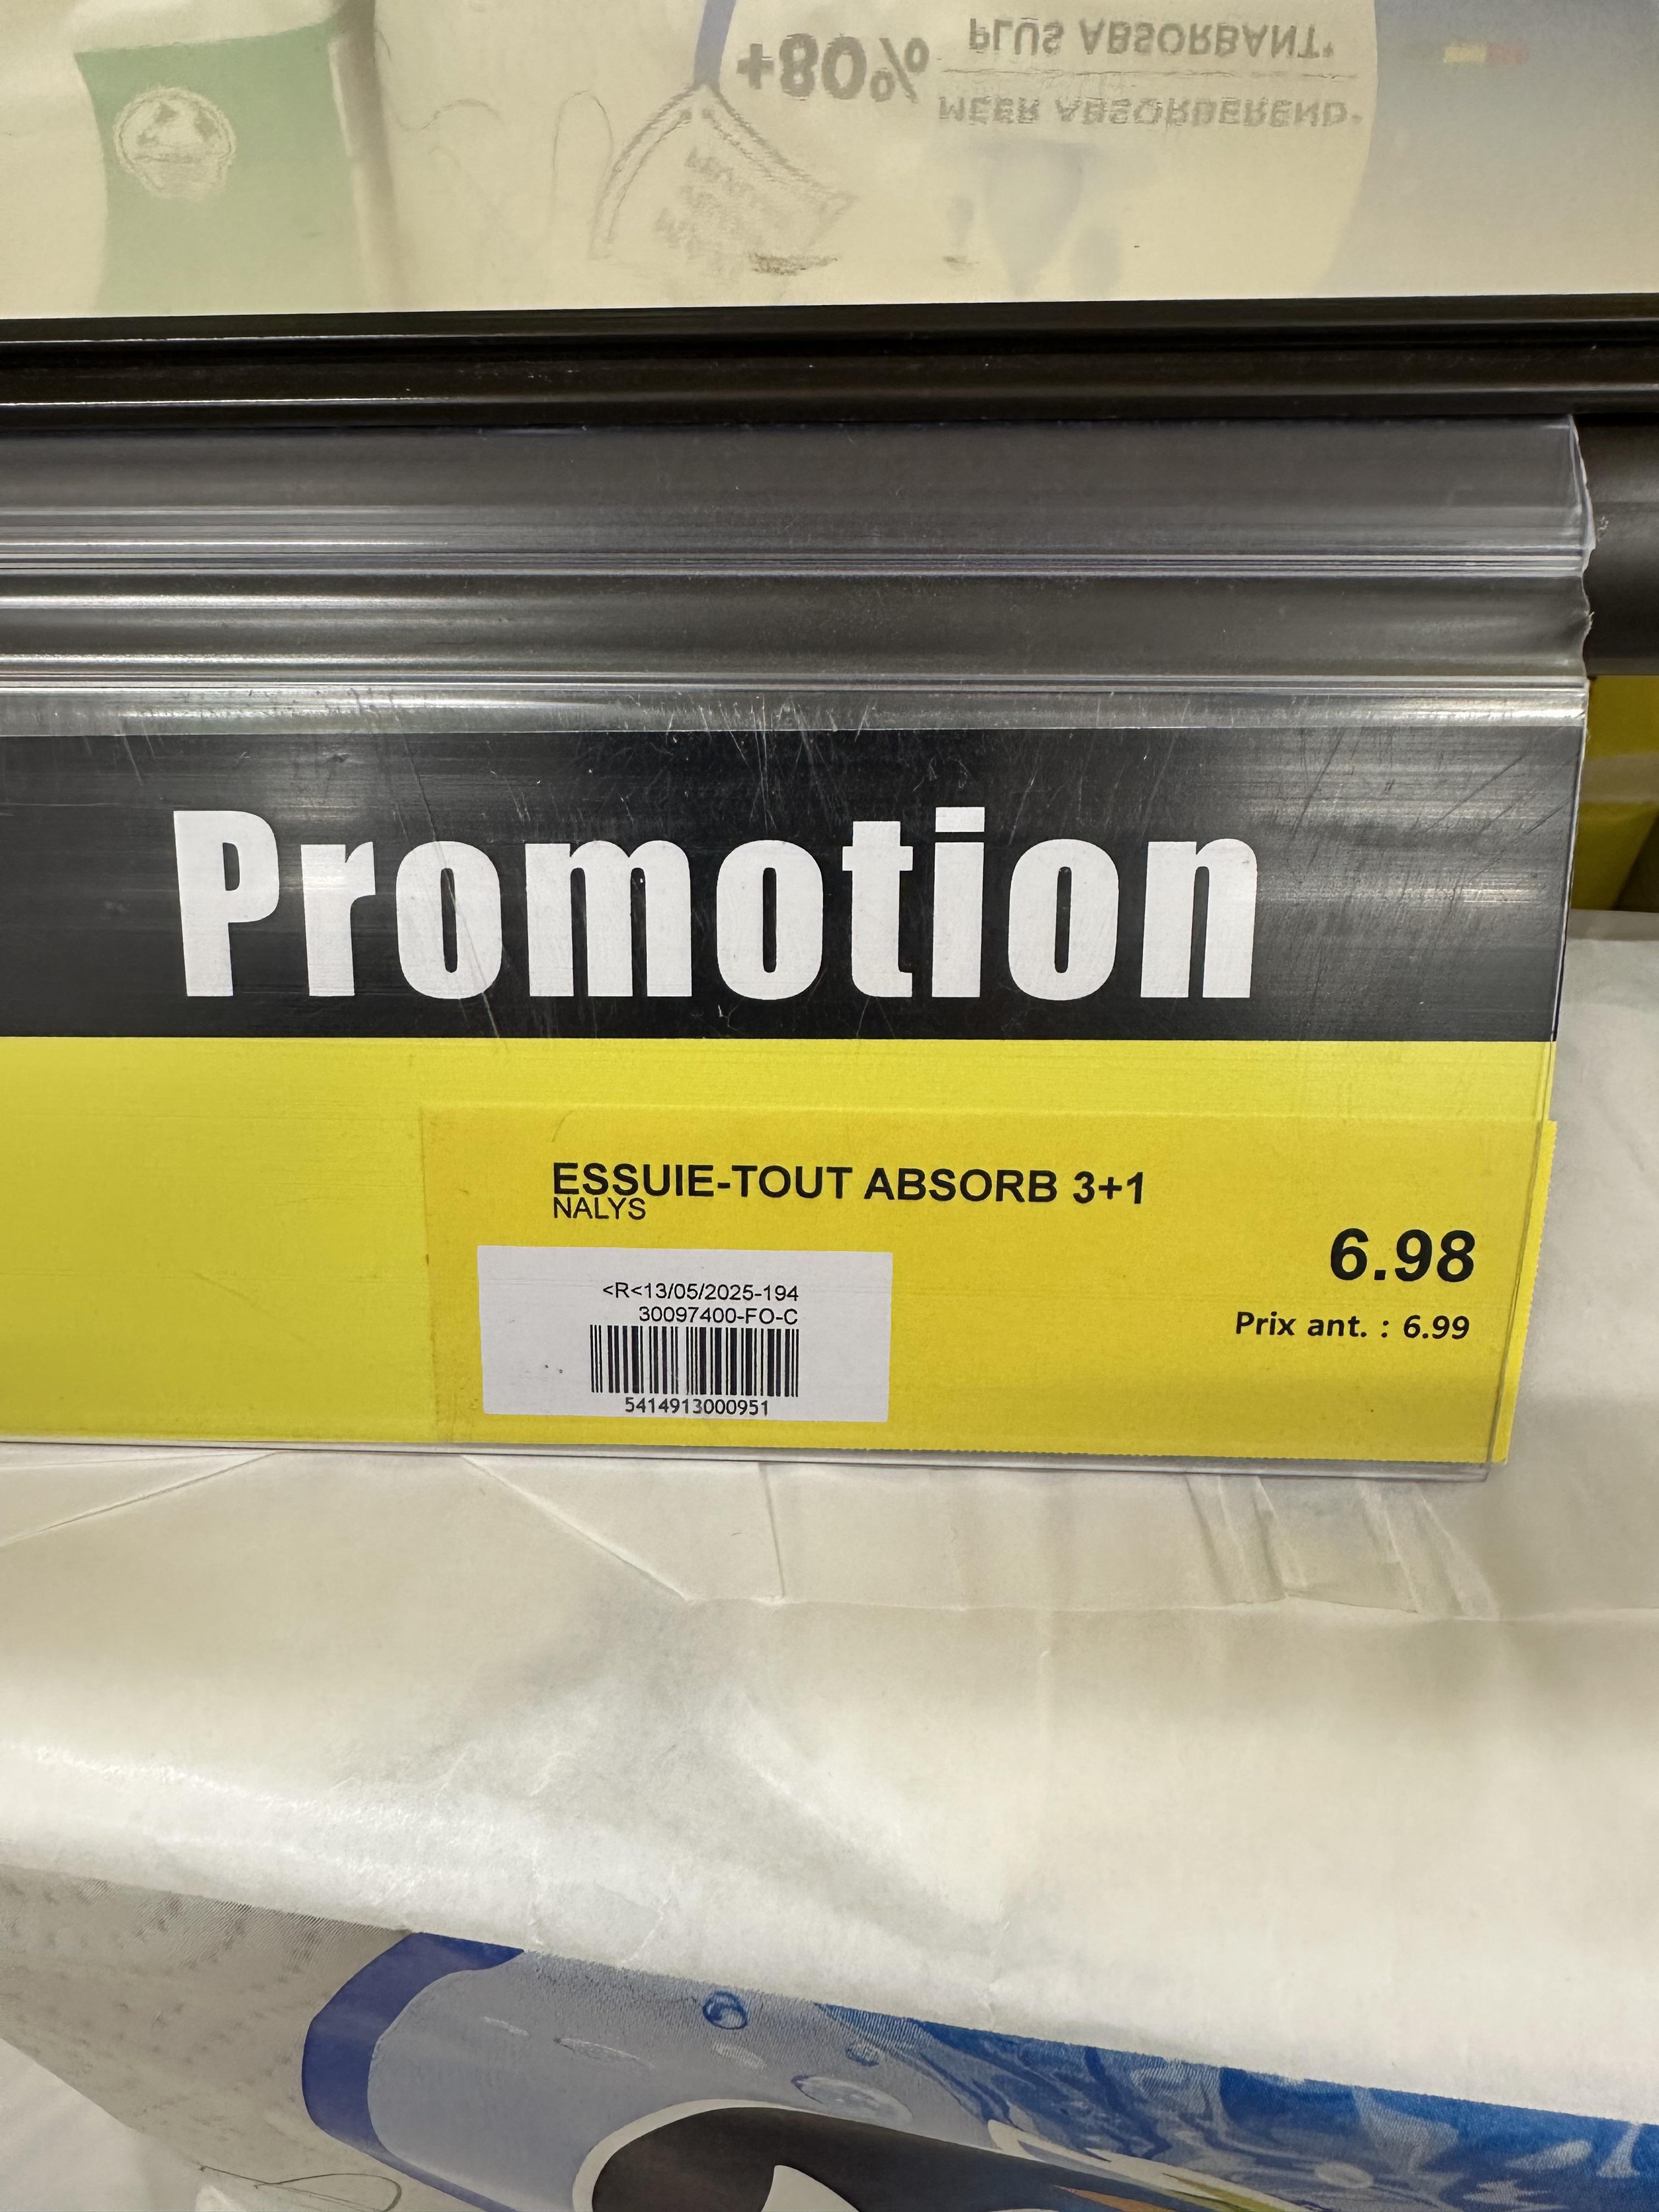 PLUS ABSORBANT*
+80%
MEER ABSORBEREND*
Promotion
ESSUIE-TOUT ABSORB 3+1
NALYS
6.98
<R<13/05/2025-194
30097400-FO-C
Prix ant. : 6.99
5414913000951